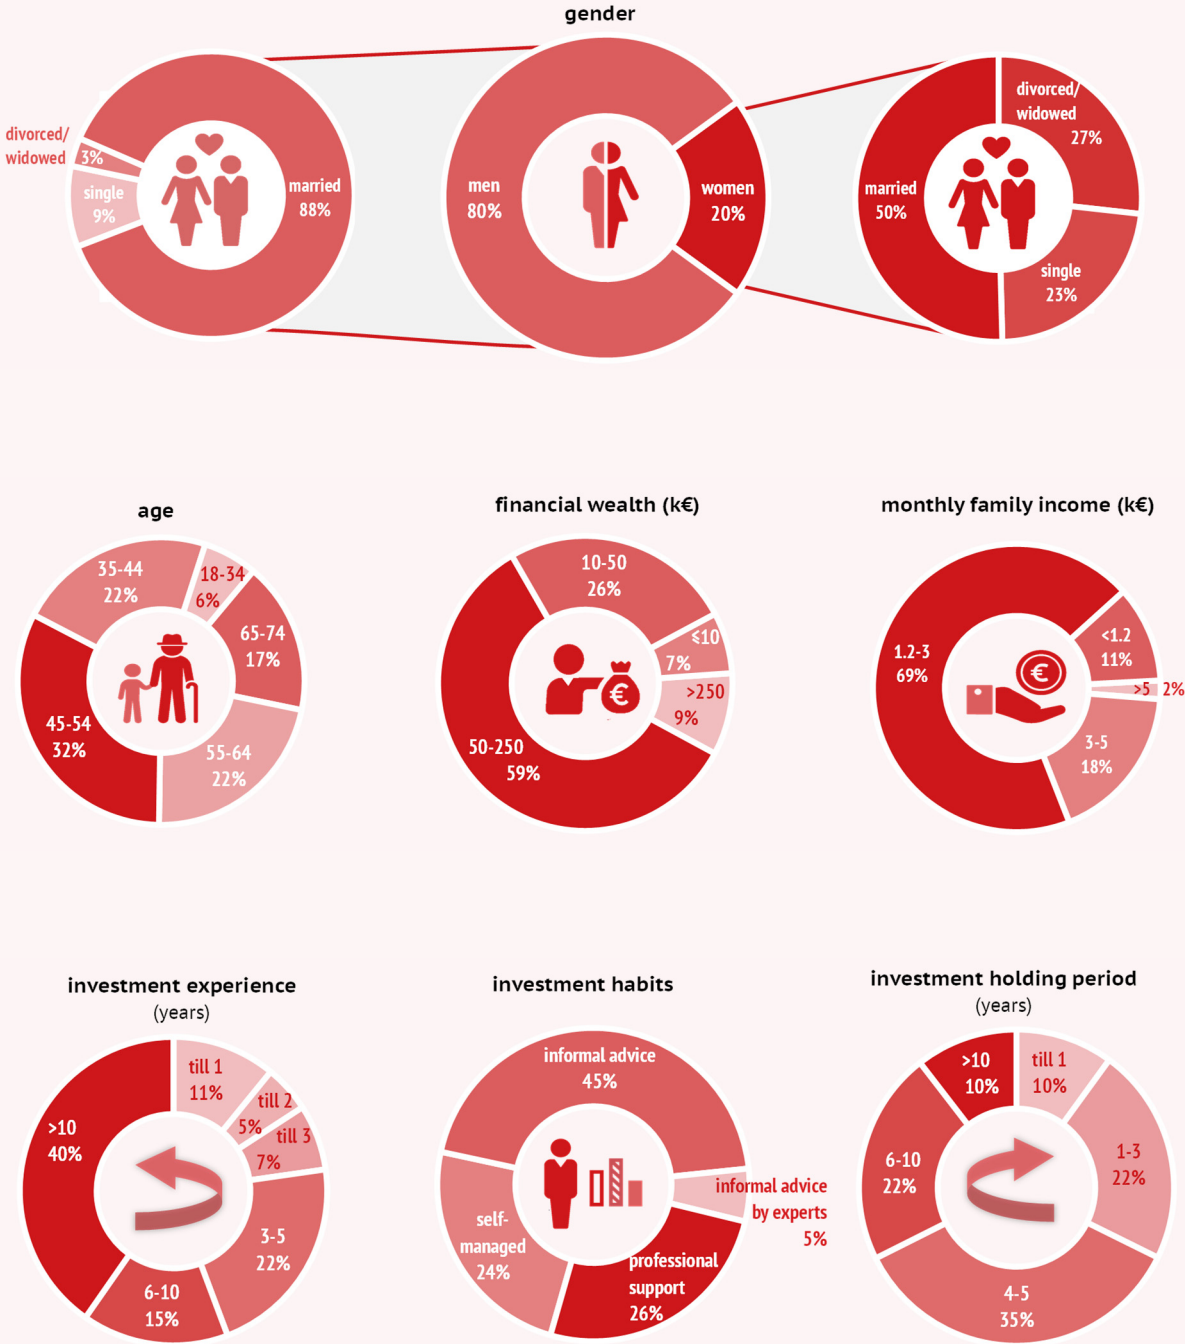 gender
divorced/
widowed
3%
single
9%
married
88%
men
80%
women
20%
married
50%
divorced/
widowed
27%
single
23%
age
35-44
22%
18-34
6%
65-74
17%
45-54
32%
55-64
22%
financial wealth (k€)
10-50
26%
≤10
7%
>250
9%
50-250
59%
€
monthly family income (k€)
1.2-3
69%
<1.2
11%
>5 2%
3-5
18%
€
investment experience
(years)
till 1
11%
till 2
5%
till 3
7%
>10
40%
3-5
22%
6-10
15%
investment habits
informal advice
45%
informal advice
by experts
5%
self-
managed
24%
professional
support
26%
investment holding period
(years)
>10
10%
till 1
10%
6-10
22%
1-3
22%
4-5
35%